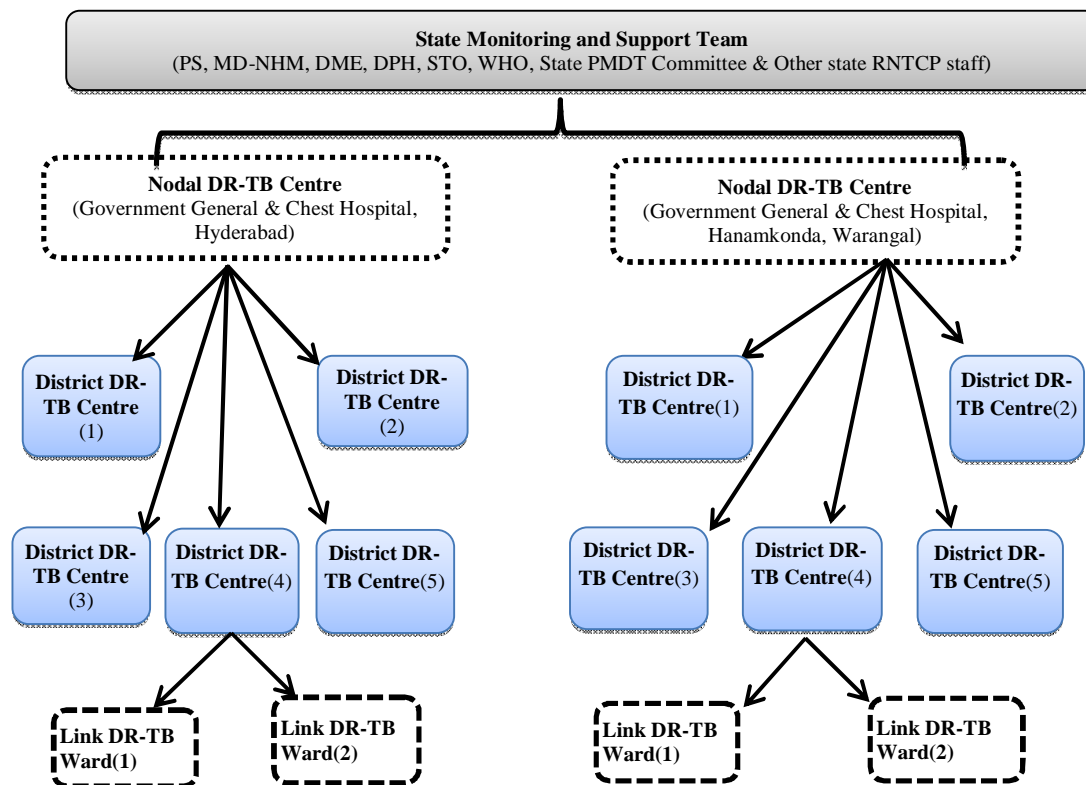 State Monitoring and Support Team
(PS, MD-NHM, DME, DPH, STO, WHO, State PMDT Committee & Other state RNTCP staff)
Nodal DR-TB Centre
(Government General & Chest Hospital,
Hyderabad)
Nodal DR-TB Centre
(Government General & Chest Hospital,
Hanamkonda, Warangal)
District DR-
TB Centre
(1)
District DR-
TB Centre
(2)
District DR-
TB Centre(1)
District DR-
TB Centre(2)
District DR-
TB Centre
(3)
District DR-
TB Centre(4)
District DR-
TB Centre(5)
District DR-
TB Centre(3)
District DR-
TB Centre(4)
District DR-
TB Centre(5)
Link DR-TB
Ward(1)
Link DR-TB
Ward(2)
Link DR-TB
Ward(1)
Link DR-TB
Ward(2)